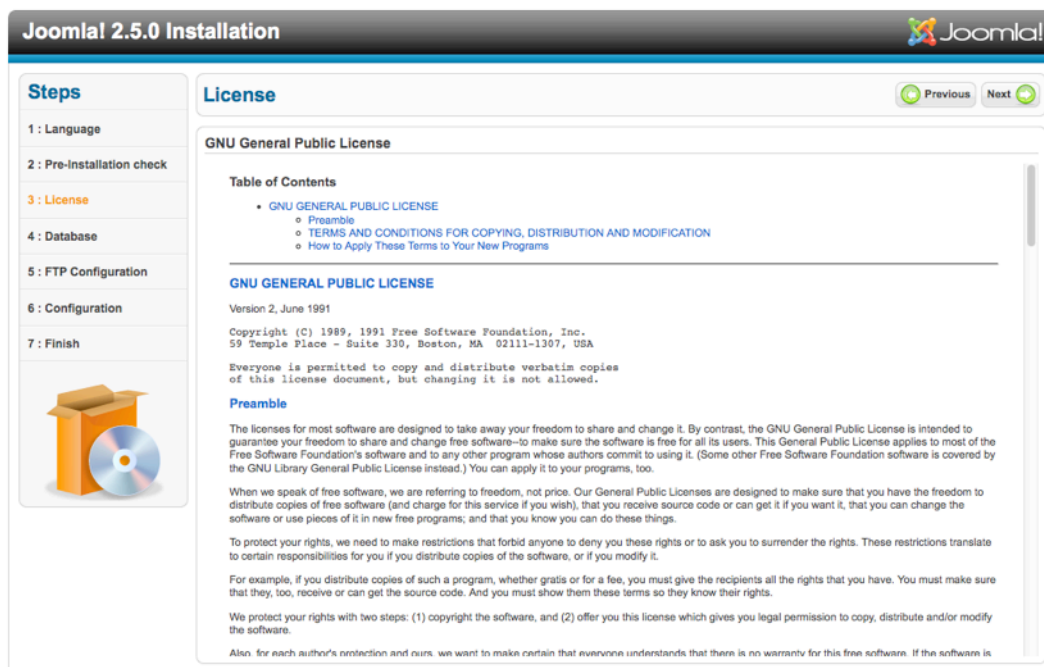 Joomla! 2.5.0 Installation
Joomla!
Steps
1 : Language
2 : Pre-Installation check
3 : License
4 : Database
5 : FTP Configuration
6 : Configuration
7 : Finish
License
Previous
Next
GNU General Public License
Table of Contents
• GNU GENERAL PUBLIC LICENSE
◦ Preamble
◦ TERMS AND CONDITIONS FOR COPYING, DISTRIBUTION AND MODIFICATION
◦ How to Apply These Terms to Your New Programs
GNU GENERAL PUBLIC LICENSE
Version 2, June 1991
Copyright (C) 1989, 1991 Free Software Foundation, Inc.
59 Temple Place - Suite 330, Boston, MA 02111-1307, USA
Everyone is permitted to copy and distribute verbatim copies
of this license document, but changing it is not allowed.
Preamble
The licenses for most software are designed to take away your freedom to share and change it. By contrast, the GNU General Public License is intended to
guarantee your freedom to share and change free software--to make sure the software is free for all its users. This General Public License applies to most of the
Free Software Foundation's software and to any other program whose authors commit to using it. (Some other Free Software Foundation software is covered by
the GNU Library General Public License instead.) You can apply it to your programs, too.
When we speak of free software, we are referring to freedom, not price. Our General Public Licenses are designed to make sure that you have the freedom to
distribute copies of free software (and charge for this service if you wish), that you receive source code or can get it if you want it, that you can change the
software or use pieces of it in new free programs; and that you know you can do these things.
To protect your rights, we need to make restrictions that forbid anyone to deny you these rights or to ask you to surrender the rights. These restrictions translate
to certain responsibilities for you if you distribute copies of the software, or if you modify it.
For example, if you distribute copies of such a program, whether gratis or for a fee, you must give the recipients all the rights that you have. You must make sure
that they, too, receive or can get the source code. And you must show them these terms so they know their rights.
We protect your rights with two steps: (1) copyright the software, and (2) offer you this license which gives you legal permission to copy, distribute and/or modify
the software.
Also, for each author's protection and ours, we want to make certain that everyone understands that there is no warranty for this free software. If the software is